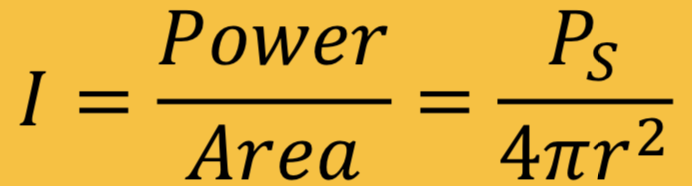 I = Power / Area = P_S / 4πr²